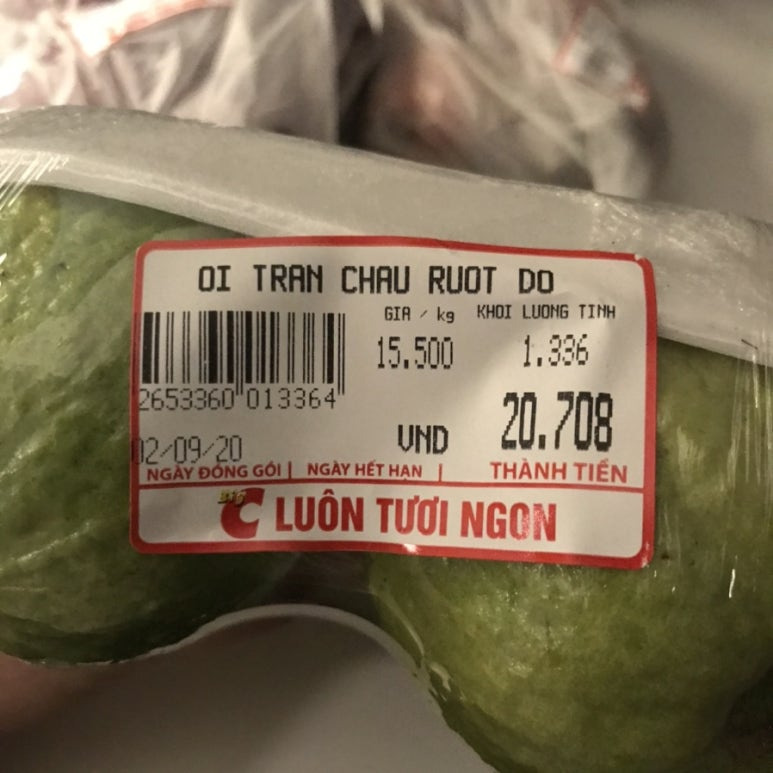 OI TRAN CHAU RUOT DO
GIA / kg KHOI LUONG TINH
15.500 1.336
2653360 013364
20.708
02/09/20 VND
NGÀY ĐÓNG GÓI | NGÀY HẾT HẠN | THÀNH TIỀN
Big C LUÔN TƯƠI NGON